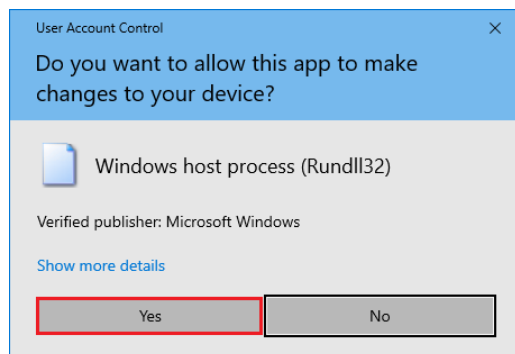 User Account Control
Do you want to allow this app to make
changes to your device?
Windows host process (Rundll32)
Verified publisher: Microsoft Windows
Show more details
Yes
No